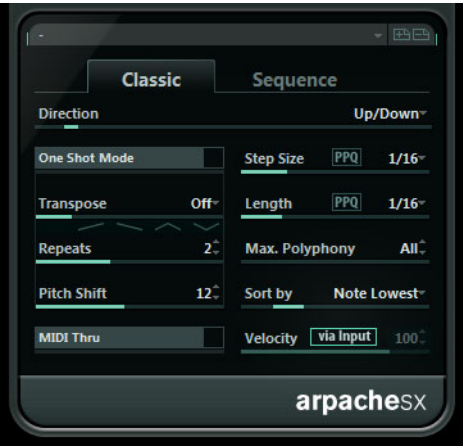 -
Classic Sequence
Direction Up/Down
One Shot Mode Step Size PPQ 1/16
Transpose Off Length PPQ 1/16
Repeats 2 Max. Polyphony All
Pitch Shift 12 Sort by Note Lowest
MIDI Thru Velocity via Input 100
arpacheSX